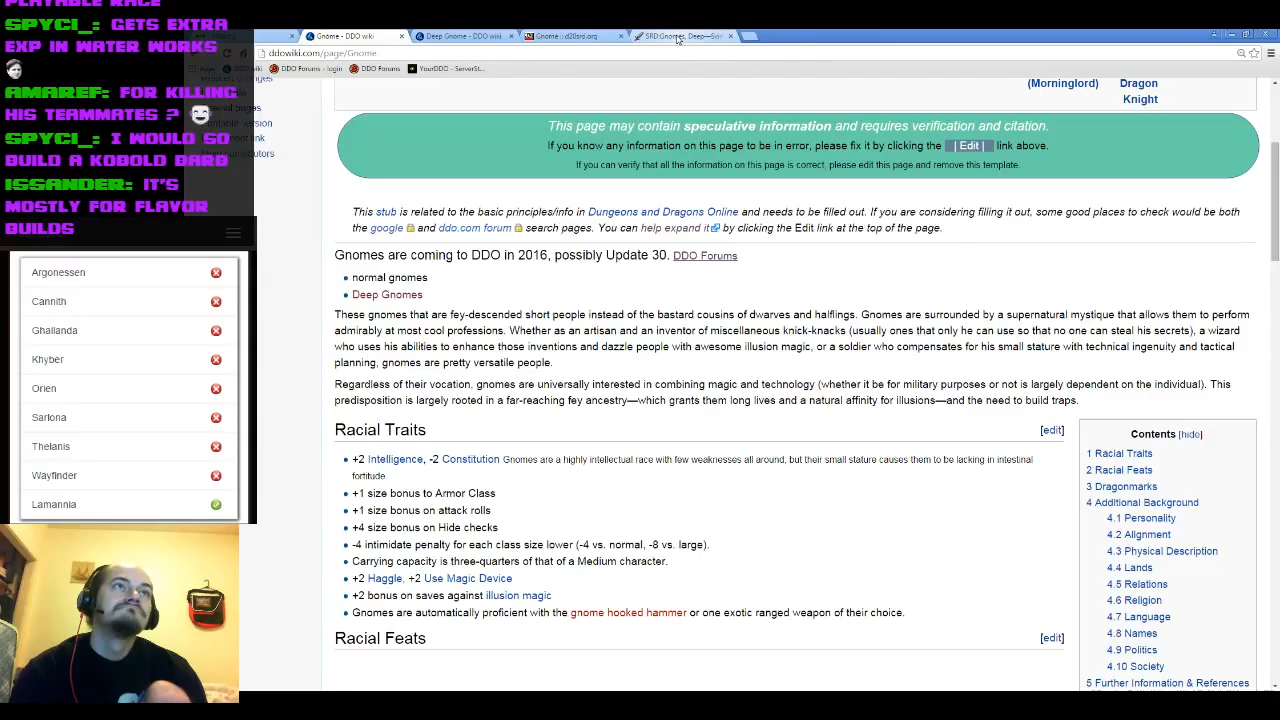 PLAYABLE RACE
SPYCI_: GETS EXTRA
EXP IN WATER WORKS
AMAREF: FOR KILLING
HIS TEAMMATES ?
SPYCI_: I WOULD SO
BUILD A KOBOLD BARB
ISSANDER: IT'S
MOSTLY FOR FLAVOR
BUILDS
Argonessen
Cannith
Ghallanda
Khyber
Orien
Sarlona
Thelanis
Wayfinder
Lamannia
Gnome - DDO wiki
Deep Gnome - DDO wiki
Gnome :: d20srd.org
SRD:Gnomes, Deep—Svir
ddowiki.com/page/Gnome
DDO Forums - login
DDO Forums
YourDDO - ServerSt...
(Morninglord)
Dragon
Knight
This page may contain speculative information and requires verification and citation.
If you know any information on this page to be in error, please fix it by clicking the | Edit | link above.
If you can verify that all the information on this page is correct, please edit this page and remove this template.
This stub is related to the basic principles/info in Dungeons and Dragons Online and needs to be filled out. If you are considering filling it out, some good places to check would be both
the google and ddo.com forum search pages. You can help expand it by clicking the Edit link at the top of the page.
Gnomes are coming to DDO in 2016, possibly Update 30. DDO Forums
normal gnomes
Deep Gnomes
These gnomes that are fey-descended short people instead of the bastard cousins of dwarves and halflings. Gnomes are surrounded by a supernatural mystique that allows them to perform
admirably at most cool professions. Whether as an artisan and an inventor of miscellaneous knick-knacks (usually ones that only he can use so that no one can steal his secrets), a wizard
who uses his abilities to enhance those inventions and dazzle people with awesome illusion magic, or a soldier who compensates for his small stature with technical ingenuity and tactical
planning, gnomes are pretty versatile people.
Regardless of their vocation, gnomes are universally interested in combining magic and technology (whether it be for military purposes or not is largely dependent on the individual). This
predisposition is largely rooted in a far-reaching fey ancestry—which grants them long lives and a natural affinity for illusions—and the need to build traps.
Racial Traits
[edit]
+2 Intelligence, -2 Constitution Gnomes are a highly intellectual race with few weaknesses all around, but their small stature causes them to be lacking in intestinal
fortitude.
+1 size bonus to Armor Class
+1 size bonus on attack rolls
+4 size bonus on Hide checks
-4 intimidate penalty for each class size lower (-4 vs. normal, -8 vs. large).
Carrying capacity is three-quarters of that of a Medium character.
+2 Haggle, +2 Use Magic Device
+2 bonus on saves against illusion magic
Gnomes are automatically proficient with the gnome hooked hammer or one exotic ranged weapon of their choice.
Racial Feats
[edit]
Contents [hide]
1 Racial Traits
2 Racial Feats
3 Dragonmarks
4 Additional Background
4.1 Personality
4.2 Alignment
4.3 Physical Description
4.4 Lands
4.5 Relations
4.6 Religion
4.7 Language
4.8 Names
4.9 Politics
4.10 Society
5 Further Information & References